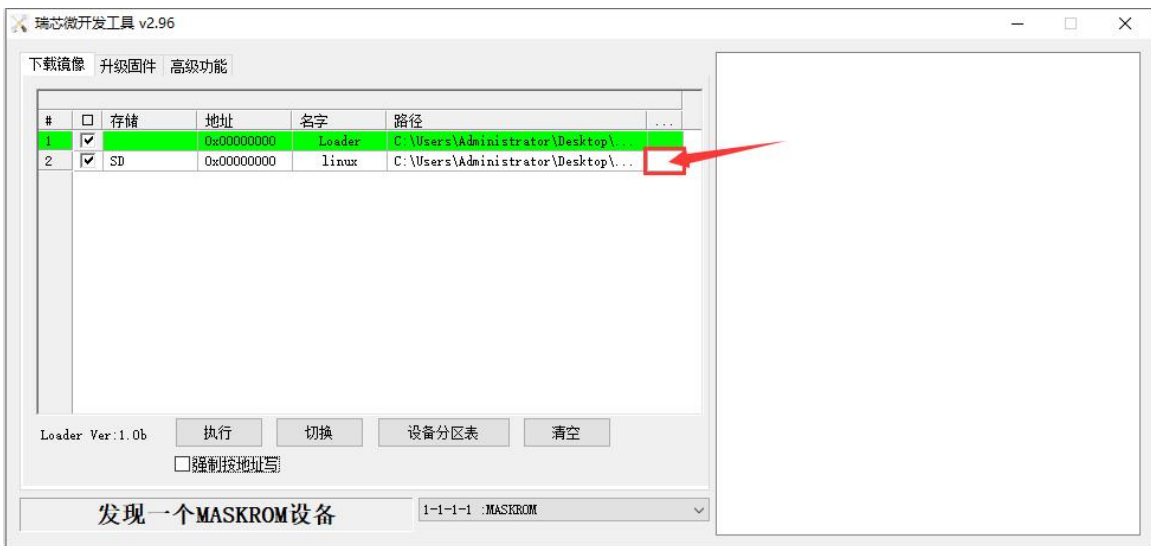 瑞芯微开发工具 v2.96
下载镜像 升级固件 高级功能
# 存储 地址 名字 路径 ...
1 0x00000000 Loader C:\Users\Administrator\Desktop\...
2 SD 0x00000000 linux C:\Users\Administrator\Desktop\...
Loader Ver:1.0b 执行 切换 设备分区表 清空
强制按地址写
发现一个MASKROM设备 1-1-1-1 :MASKROM